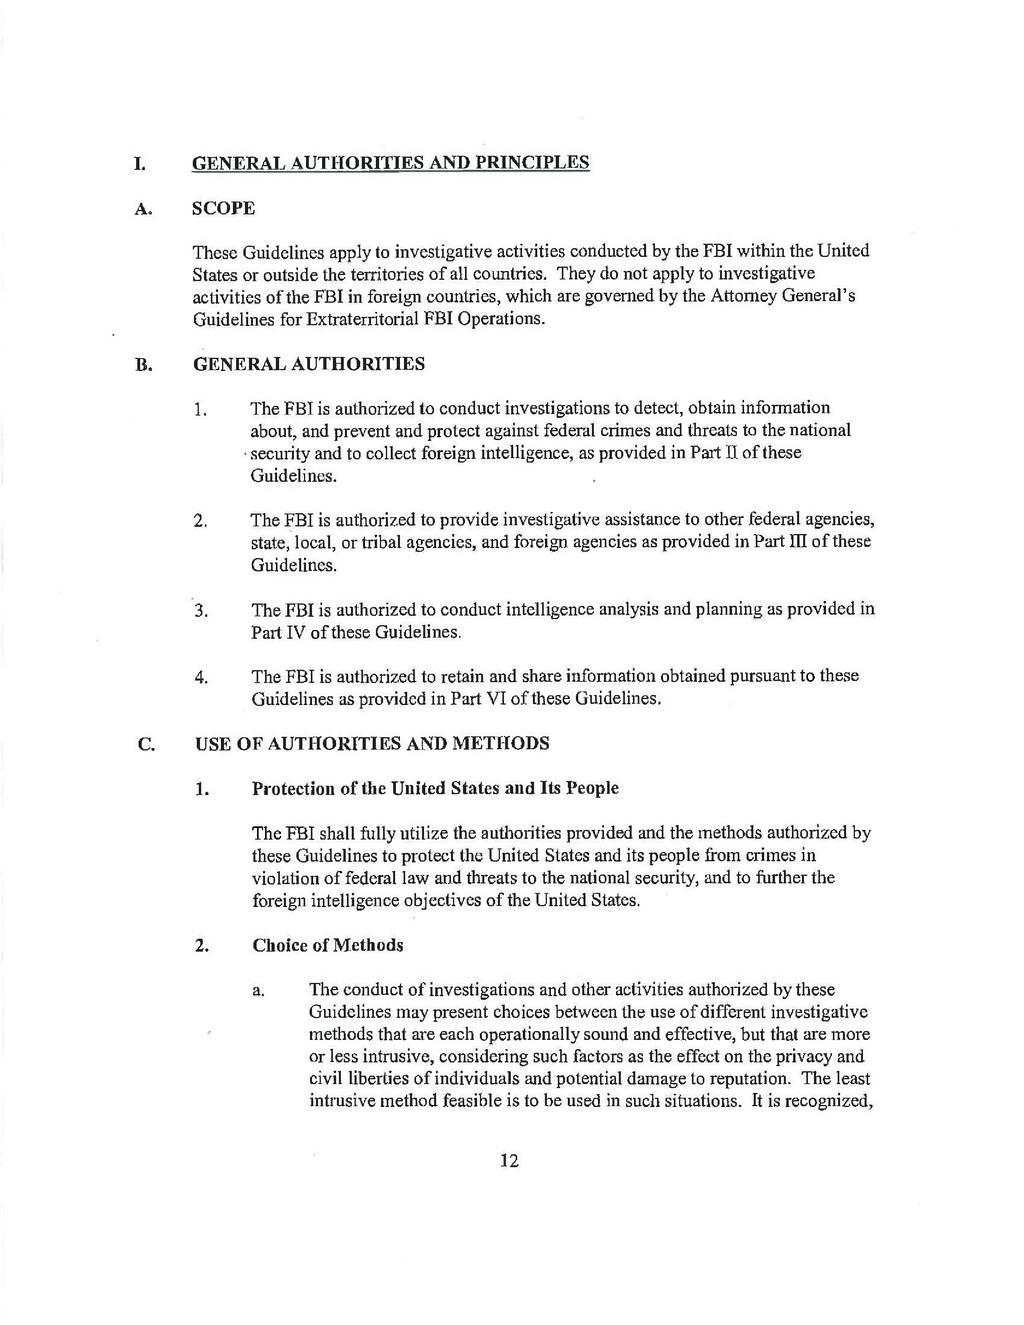 I. GENERAL AUTHORITIES AND PRINCIPLES
A. SCOPE
These Guidelines apply to investigative activities conducted by the FBI within the United
States or outside the territories of all countries. They do not apply to investigative
activities of the FBI in foreign countries, which are governed by the Attorney General's
Guidelines for Extraterritorial FBI Operations.
B. GENERAL AUTHORITIES
1. The FBI is authorized to conduct investigations to detect, obtain information
about, and prevent and protect against federal crimes and threats to the national
security and to collect foreign intelligence, as provided in Part II of these
Guidelines.
2. The FBI is authorized to provide investigative assistance to other federal agencies,
state, local, or tribal agencies, and foreign agencies as provided in Part III of these
Guidelines.
3. The FBI is authorized to conduct intelligence analysis and planning as provided in
Part IV of these Guidelines.
4. The FBI is authorized to retain and share information obtained pursuant to these
Guidelines as provided in Part VI of these Guidelines.
C. USE OF AUTHORITIES AND METHODS
1. Protection of the United States and Its People
The FBI shall fully utilize the authorities provided and the methods authorized by
these Guidelines to protect the United States and its people from crimes in
violation of federal law and threats to the national security, and to further the
foreign intelligence objectives of the United States.
2. Choice of Methods
a. The conduct of investigations and other activities authorized by these
Guidelines may present choices between the use of different investigative
methods that are each operationally sound and effective, but that are more
or less intrusive, considering such factors as the effect on the privacy and
civil liberties of individuals and potential damage to reputation. The least
intrusive method feasible is to be used in such situations. It is recognized,
12